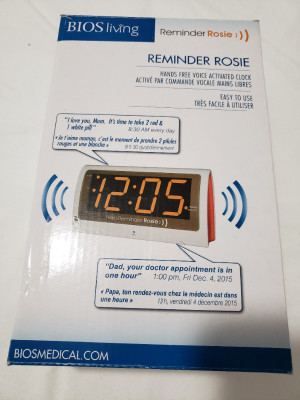 BIOS living
Reminder Rosie
REMINDER ROSIE
HANDS FREE VOICE ACTIVATED CLOCK
ACTIVÉ PAR COMMANDE VOCALE MAINS LIBRES
EASY TO USE
TRÈS FACILE À UTILISER
"I love you, Mom. It's time to take 2 red &
1 white pill"
8:30 AM every day
« Je t'aime maman, c'est le moment de prendre 2 pilules
rouges et une blanche »
8 h 30 quotidiennement
12:05
Reminder Rosie
"Dad, your doctor appointment is in
one hour"
1:00 pm, Fri Dec. 4, 2015
« Papa, ton rendez-vous chez le médecin est dans
une heure »
13h, vendredi 4 décembre 2015
BIOSMEDICAL.COM